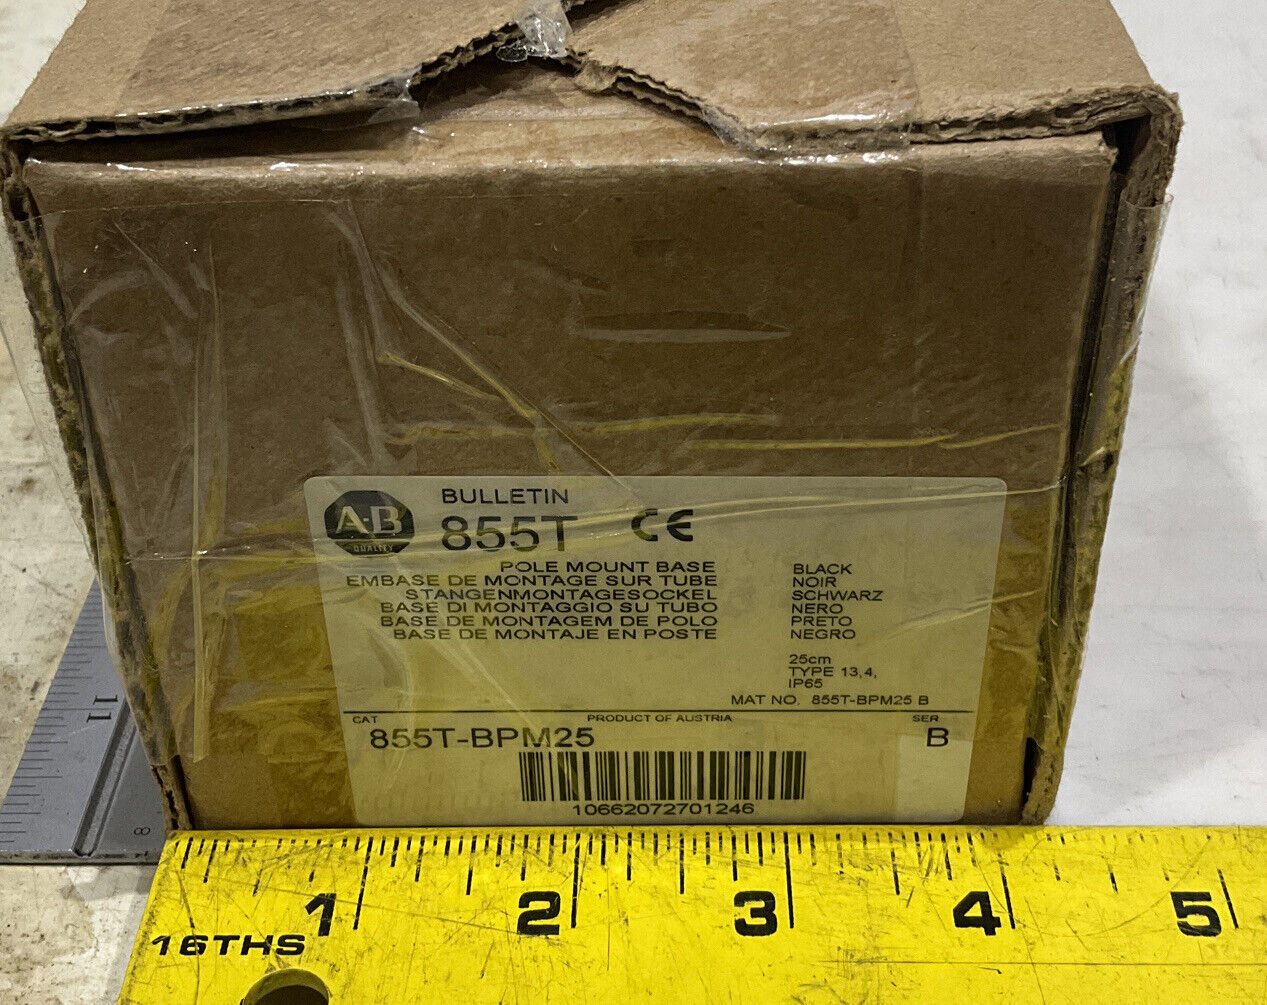 A·B
QUALITY
BULLETIN
855T CE
POLE MOUNT BASE BLACK
EMBASE DE MONTAGE SUR TUBE NOIR
STANGENMONTAGESOCKEL SCHWARZ
BASE DI MONTAGGIO SU TUBO NERO
BASE DE MONTAGEM DE POLO PRETO
BASE DE MONTAJE EN POSTE NEGRO
25cm
TYPE 13,4,
IP65
MAT NO. 855T-BPM25 B
CAT PRODUCT OF AUSTRIA SER
855T-BPM25 B
10662072701246
11
8
1 2 3 4 5
16THS